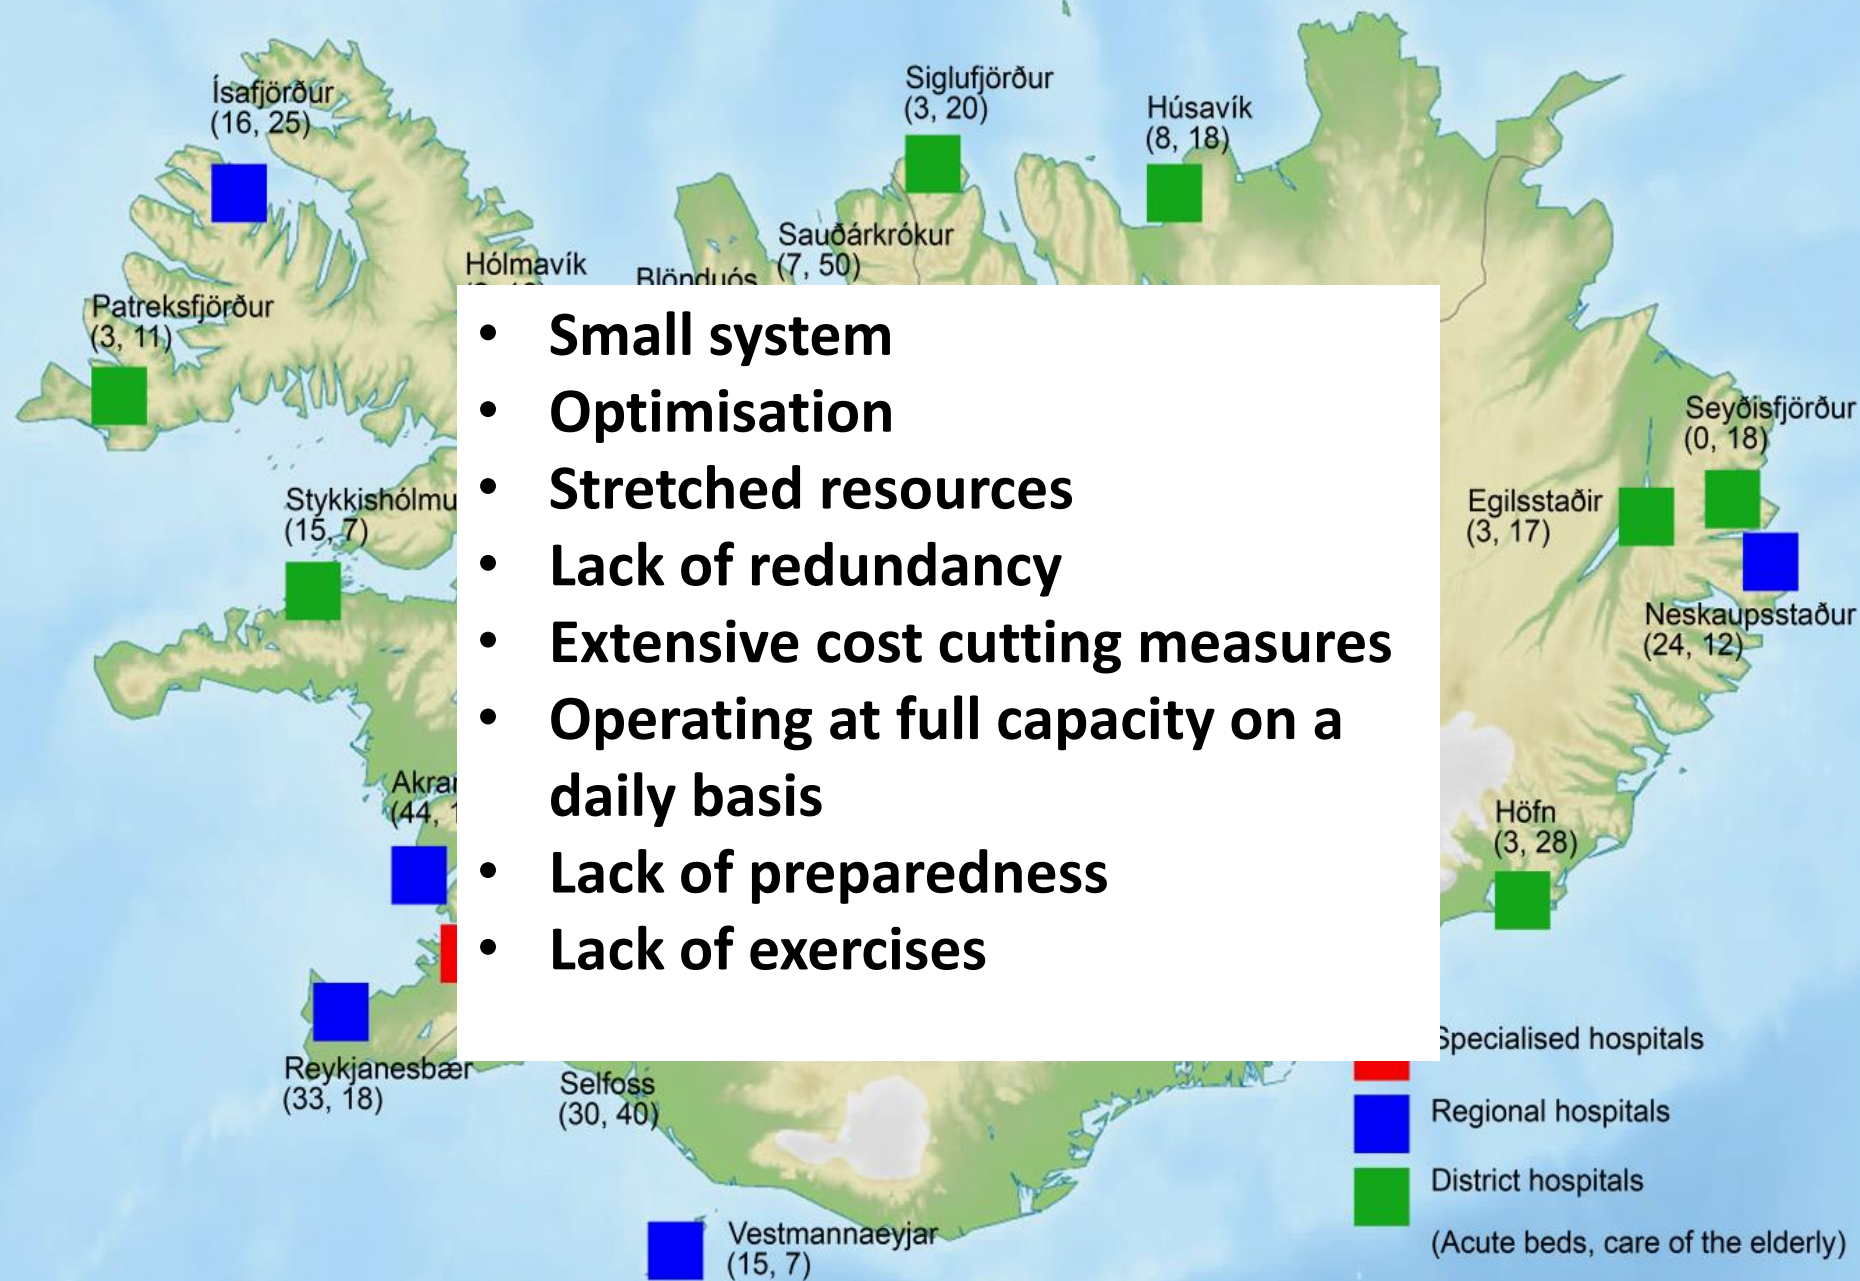 Ísafjörður
(16, 25)
Siglufjörður
(3, 20)
Húsavík
(8, 18)
Sauðárkrókur
(7, 50)
Hólmavík
Blönduós
Patreksfjörður
(3, 11)
Stykkishólmu
(15, 7)
Akra
(44,
Reykjanesbær
(33, 18)
Selfoss
(30, 40)
Vestmannaeyjar
(15, 7)
• Small system
• Optimisation
• Stretched resources
• Lack of redundancy
• Extensive cost cutting measures
• Operating at full capacity on a
daily basis
• Lack of preparedness
• Lack of exercises
Seyðisfjörður
(0, 18)
Egilsstaðir
(3, 17)
Neskaupsstaður
(24, 12)
Höfn
(3, 28)
Specialised hospitals
Regional hospitals
District hospitals
(Acute beds, care of the elderly)